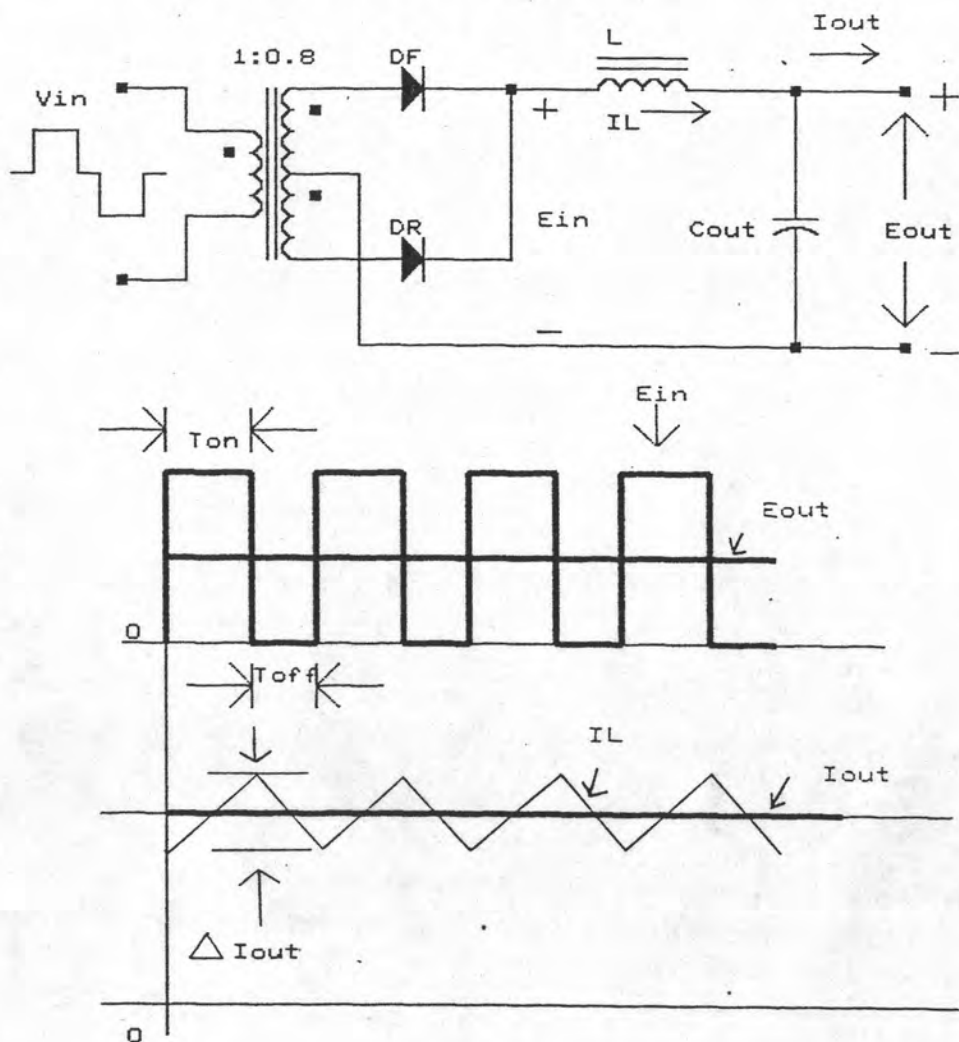 Iout
L
1:0.8
DF
Vin
+
IL
+
DR
Ein
Cout
Eout
−
−
Ein
Ton
Eout
0
Toff
IL
Iout
△ Iout
0